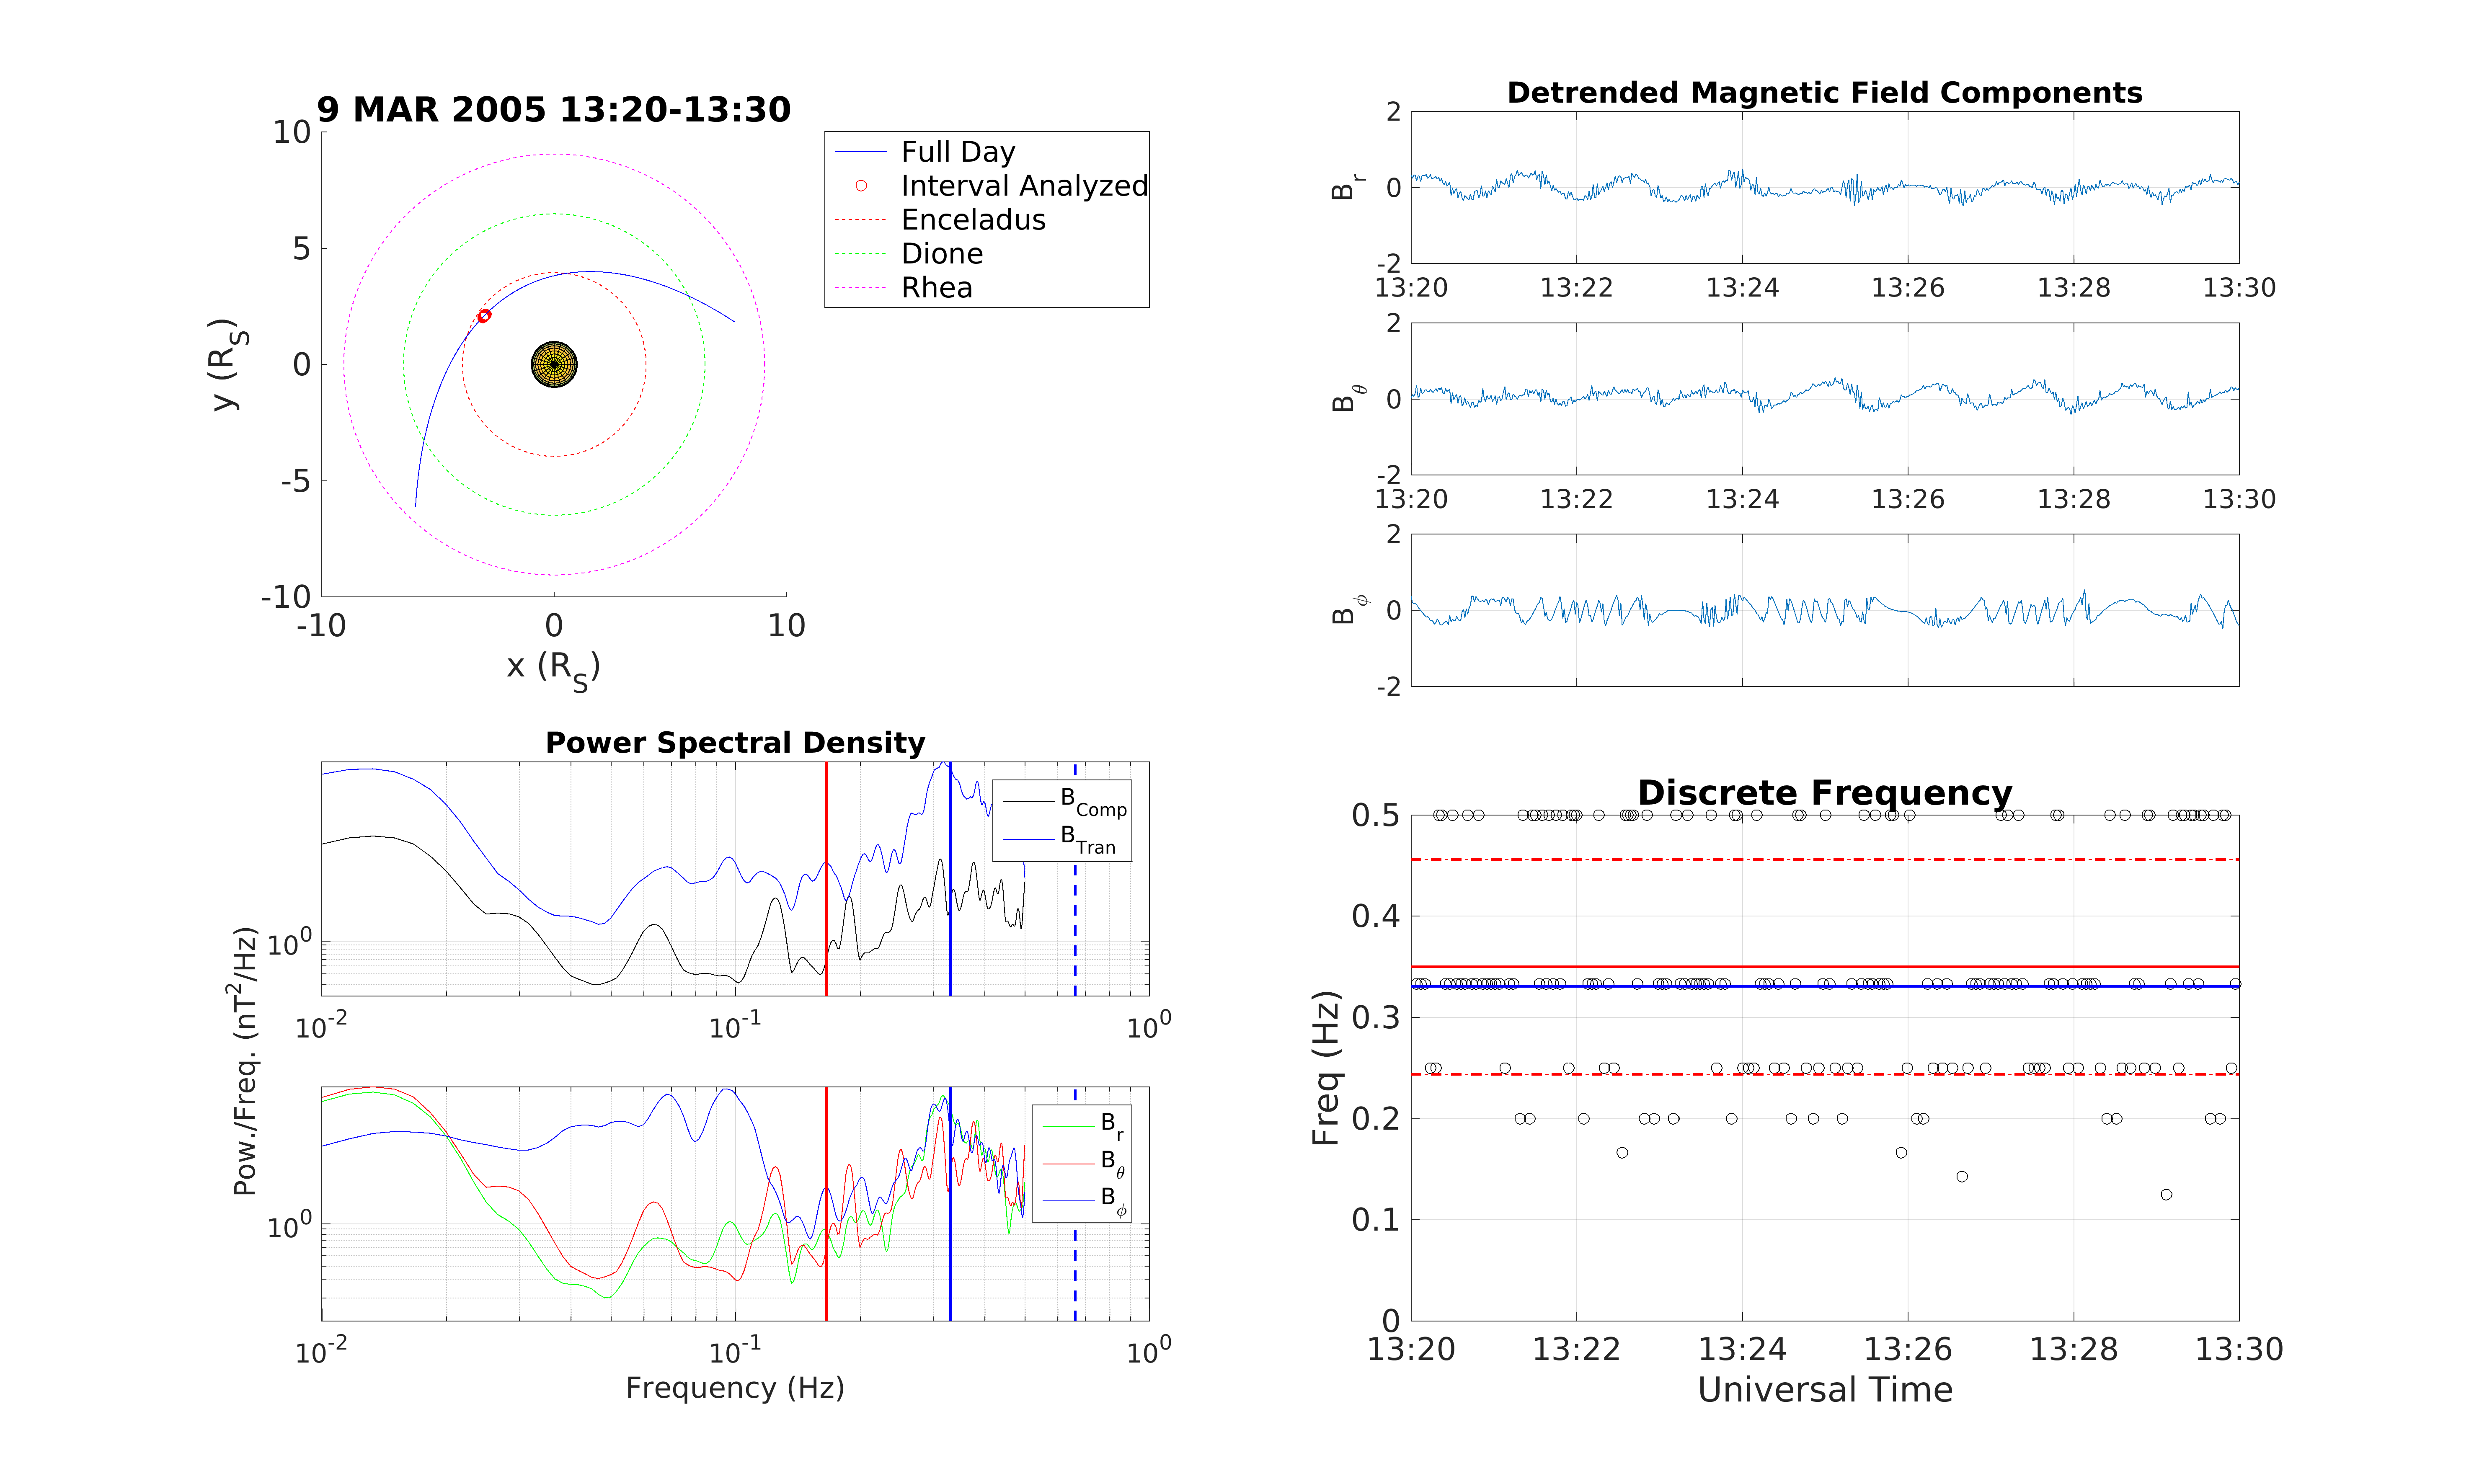 9 MAR 2005 13:20-13:30
10
5
0
-5
-10
-10 0 10
y (R_S)
x (R_S)
Full Day
Interval Analyzed
Enceladus
Dione
Rhea
Detrended Magnetic Field Components
2
0
-2
B_r
13:20 13:22 13:24 13:26 13:28 13:30
2
0
-2
B_θ
13:20 13:22 13:24 13:26 13:28 13:30
2
0
-2
B_ϕ
Power Spectral Density
10^0
B_Comp
B_Tran
10^-2 10^-1 10^0
Pow./Freq. (nT^2/Hz)
10^0
B_r
B_θ
B_ϕ
10^-2 10^-1 10^0
Frequency (Hz)
Discrete Frequency
0.5
0.4
0.3
0.2
0.1
0
Freq (Hz)
13:20 13:22 13:24 13:26 13:28 13:30
Universal Time